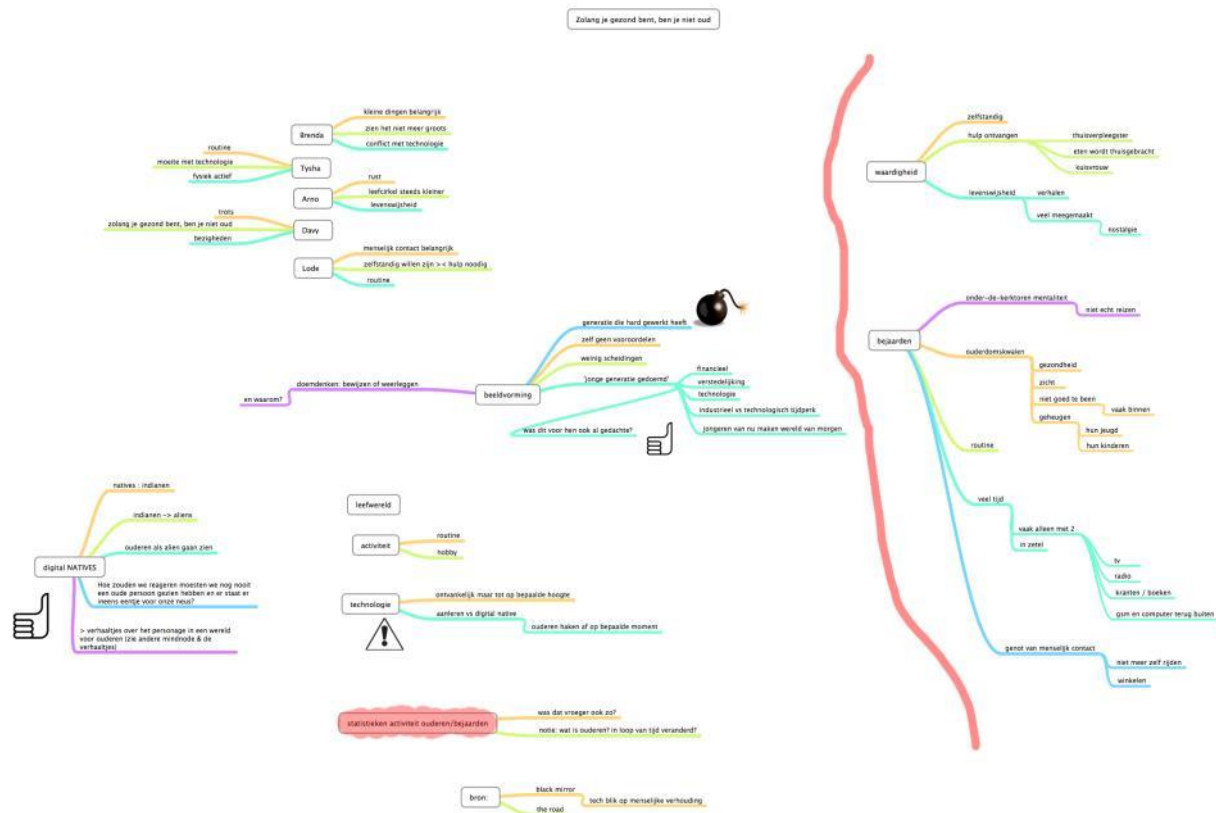 Zolang je gezond bent, ben je niet oud
Brenda
kleine dingen belangrijk
zien het niet meer groots
conflict met technologie
Tysha
routine
moeite met technologie
fysiek actief
Arno
rust
leefcirkel steeds kleiner
levenswijsheid
Davy
trots
zolang je gezond bent, ben je niet oud
bezigheden
Lode
menselijk contact belangrijk
zelfstandig willen zijn >< hulp noodig
routine
beeldvorming
generatie die hard gewerkt heeft
zelf geen vooroordelen
weinig scheidingen
'jonge generatie gedoemd'
financieel
verstedelijking
technologie
industrieel vs technologisch tijdperk
jongeren van nu maken wereld van morgen
was dit voor hen ook al gedachte?
doemdenken: bewijzen of weerleggen
en waarom?
digital NATIVES
natives : indianen
indianen -> aliens
ouderen als alien gaan zien
Hoe zouden we reageren moesten we nog nooit
een oude persoon gezien hebben en er staat er
ineens eentje voor onze neus?
> verhaaltjes over het personage in een wereld
voor ouderen (zie andere mindnode & de
verhaaltjes)
leefwereld
activiteit
routine
hobby
technologie
ontvankelijk maar tot op bepaalde hoogte
aanleren vs digital native
ouderen haken af op bepaalde moment
statistieken activiteit ouderen/bejaarden
was dat vroeger ook zo?
notie: wat is ouderen? in loop van tijd veranderd?
bron:
black mirror
tech blik op menselijke verhouding
the road
waardigheid
zelfstandig
hulp ontvangen
thuisverpleegster
eten wordt thuisgebracht
kuisvrouw
levenswijsheid
verhalen
veel meegemaakt
nostalgie
bejaarden
onder-de-kerktoren mentaliteit
niet echt reizen
ouderdomskwalen
gezondheid
zicht
niet goed te been
vaak binnen
geheugen
hun jeugd
hun kinderen
routine
veel tijd
vaak alleen met 2
in zetel
tv
radio
kranten / boeken
gsm en computer terug buiten
genot van menselijk contact
niet meer zelf rijden
winkelen